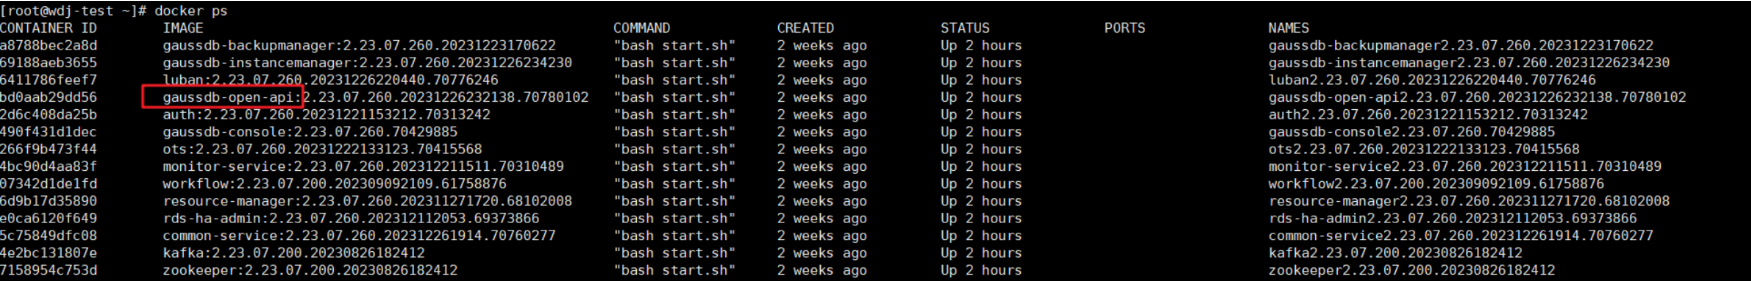 [root@wdj-test ~]# docker ps
CONTAINER ID IMAGE COMMAND CREATED STATUS PORTS NAMES
a8788bec2a8d gaussdb-backupmanager:2.23.07.260.20231223170622 "bash start.sh" 2 weeks ago Up 2 hours gaussdb-backupmanager2.23.07.260.20231223170622
69188aeb3655 gaussdb-instancemanager:2.23.07.260.20231226234230 "bash start.sh" 2 weeks ago Up 2 hours gaussdb-instancemanager2.23.07.260.20231226234230
6411786feef7 luban:2.23.07.260.20231226220440.70776246 "bash start.sh" 2 weeks ago Up 2 hours luban2.23.07.260.20231226220440.70776246
bd0aab29dd56 gaussdb-open-api:2.23.07.260.20231226232138.70780102 "bash start.sh" 2 weeks ago Up 2 hours gaussdb-open-api2.23.07.260.20231226232138.70780102
2d6c408da25b auth:2.23.07.260.20231221153212.70313242 "bash start.sh" 2 weeks ago Up 2 hours auth2.23.07.260.20231221153212.70313242
490f431d1dec gaussdb-console:2.23.07.260.70429885 "bash start.sh" 2 weeks ago Up 2 hours gaussdb-console2.23.07.260.70429885
266f9b473f44 ots:2.23.07.260.20231222133123.70415568 "bash start.sh" 2 weeks ago Up 2 hours ots2.23.07.260.20231222133123.70415568
4bc90d4aa83f monitor-service:2.23.07.260.202312211511.70310489 "bash start.sh" 2 weeks ago Up 2 hours monitor-service2.23.07.260.202312211511.70310489
07342d1de1fd workflow:2.23.07.200.202309092109.61758876 "bash start.sh" 2 weeks ago Up 2 hours workflow2.23.07.200.202309092109.61758876
6d9b17d35890 resource-manager:2.23.07.260.202311271720.68102008 "bash start.sh" 2 weeks ago Up 2 hours resource-manager2.23.07.260.202311271720.68102008
e0ca6120f649 rds-ha-admin:2.23.07.260.202312112053.69373866 "bash start.sh" 2 weeks ago Up 2 hours rds-ha-admin2.23.07.260.202312112053.69373866
5c75849dfc08 common-service:2.23.07.260.202312261914.70760277 "bash start.sh" 2 weeks ago Up 2 hours common-service2.23.07.260.202312261914.70760277
4e2bc131807e kafka:2.23.07.200.20230826182412 "bash start.sh" 2 weeks ago Up 2 hours kafka2.23.07.200.20230826182412
7158954c753d zookeeper:2.23.07.200.20230826182412 "bash start.sh" 2 weeks ago Up 2 hours zookeeper2.23.07.200.20230826182412